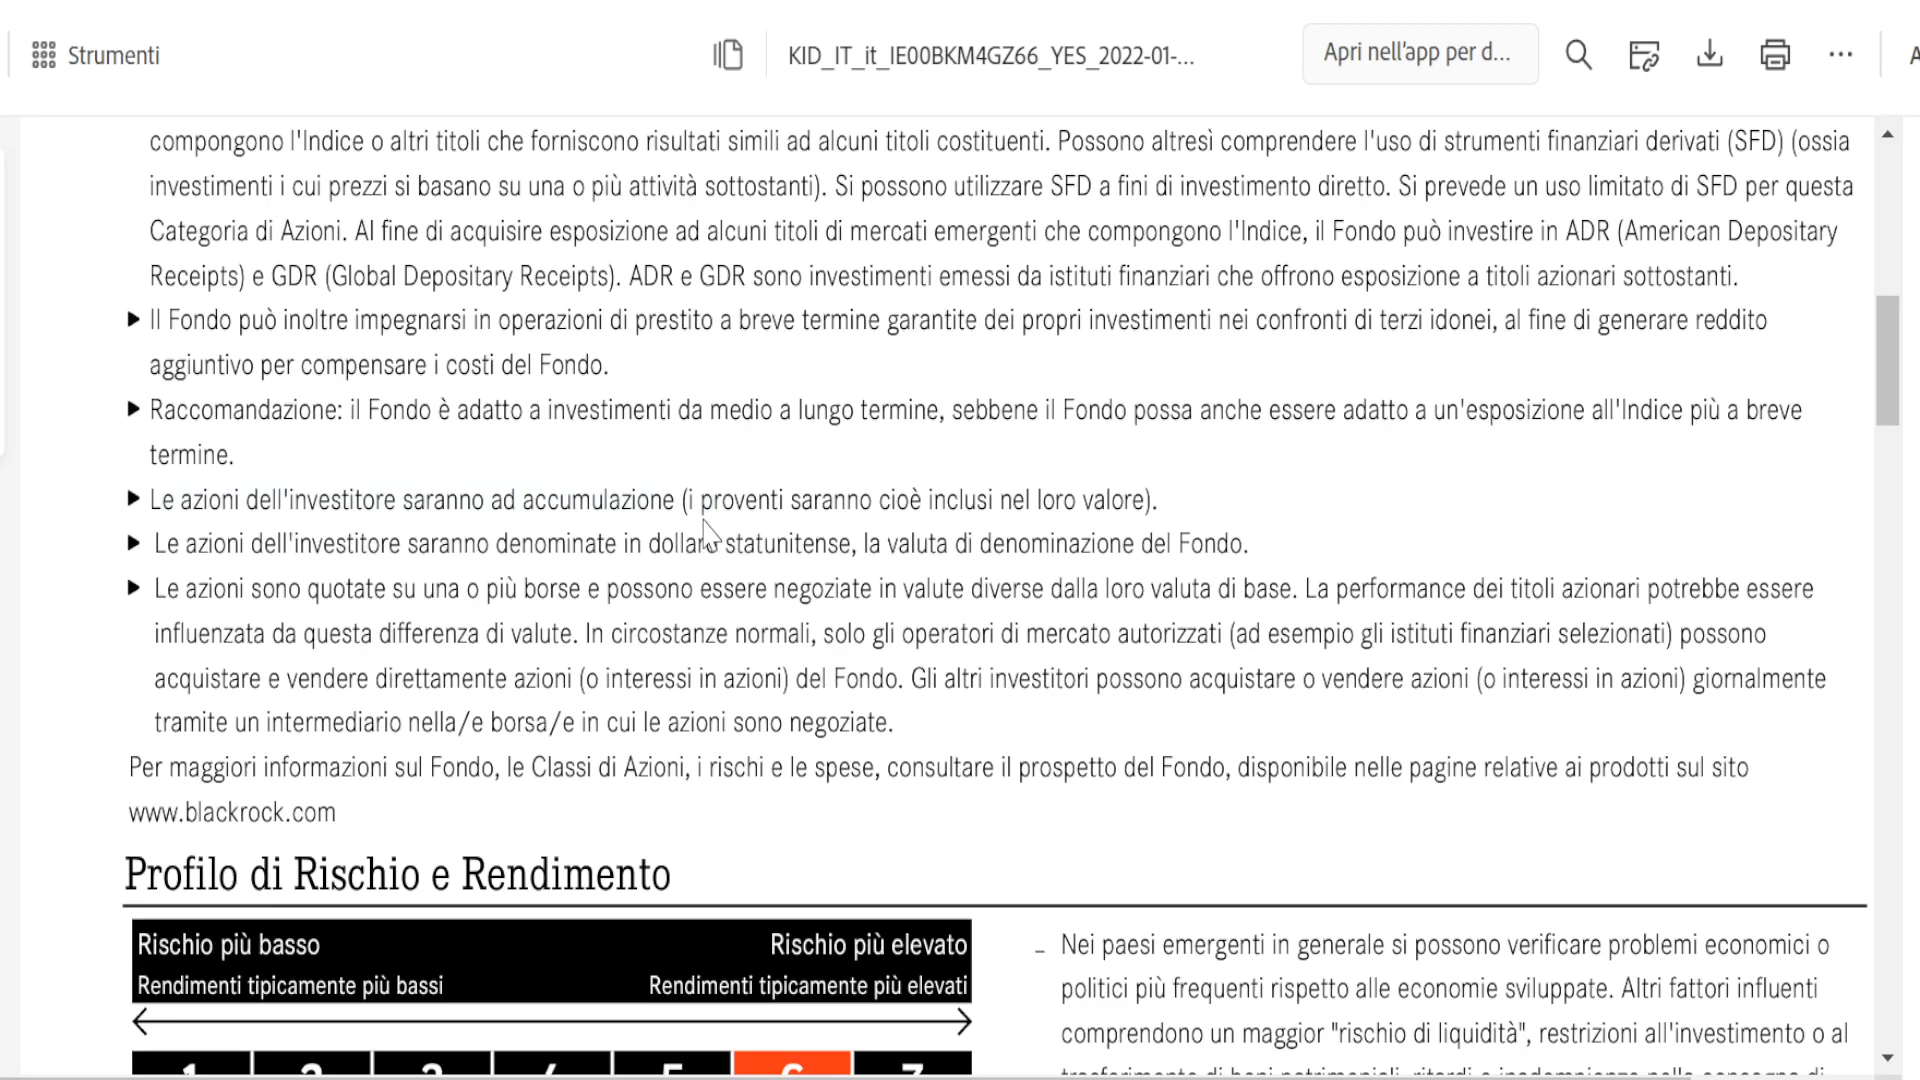 Strumenti
KID_IT_it_IE00BKM4GZ66_YES_2022-01-...
Apri nell'app per d...
compongono l'Indice o altri titoli che forniscono risultati simili ad alcuni titoli costituenti. Possono altresì comprendere l'uso di strumenti finanziari derivati (SFD) (ossia
investimenti i cui prezzi si basano su una o più attività sottostanti). Si possono utilizzare SFD a fini di investimento diretto. Si prevede un uso limitato di SFD per questa
Categoria di Azioni. Al fine di acquisire esposizione ad alcuni titoli di mercati emergenti che compongono l'Indice, il Fondo può investire in ADR (American Depositary
Receipts) e GDR (Global Depositary Receipts). ADR e GDR sono investimenti emessi da istituti finanziari che offrono esposizione a titoli azionari sottostanti.
Il Fondo può inoltre impegnarsi in operazioni di prestito a breve termine garantite dei propri investimenti nei confronti di terzi idonei, al fine di generare reddito
aggiuntivo per compensare i costi del Fondo.
Raccomandazione: il Fondo è adatto a investimenti da medio a lungo termine, sebbene il Fondo possa anche essere adatto a un'esposizione all'Indice più a breve
termine.
Le azioni dell'investitore saranno ad accumulazione (i proventi saranno cioè inclusi nel loro valore).
Le azioni dell'investitore saranno denominate in dollaro statunitense, la valuta di denominazione del Fondo.
Le azioni sono quotate su una o più borse e possono essere negoziate in valute diverse dalla loro valuta di base. La performance dei titoli azionari potrebbe essere
influenzata da questa differenza di valute. In circostanze normali, solo gli operatori di mercato autorizzati (ad esempio gli istituti finanziari selezionati) possono
acquistare e vendere direttamente azioni (o interessi in azioni) del Fondo. Gli altri investitori possono acquistare o vendere azioni (o interessi in azioni) giornalmente
tramite un intermediario nella/e borsa/e in cui le azioni sono negoziate.
Per maggiori informazioni sul Fondo, le Classi di Azioni, i rischi e le spese, consultare il prospetto del Fondo, disponibile nelle pagine relative ai prodotti sul sito
www.blackrock.com
Profilo di Rischio e Rendimento
Rischio più basso Rischio più elevato
Rendimenti tipicamente più bassi Rendimenti tipicamente più elevati
1 2 3 4 5 6 7
– Nei paesi emergenti in generale si possono verificare problemi economici o
politici più frequenti rispetto alle economie sviluppate. Altri fattori influenti
comprendono un maggior "rischio di liquidità", restrizioni all'investimento o al